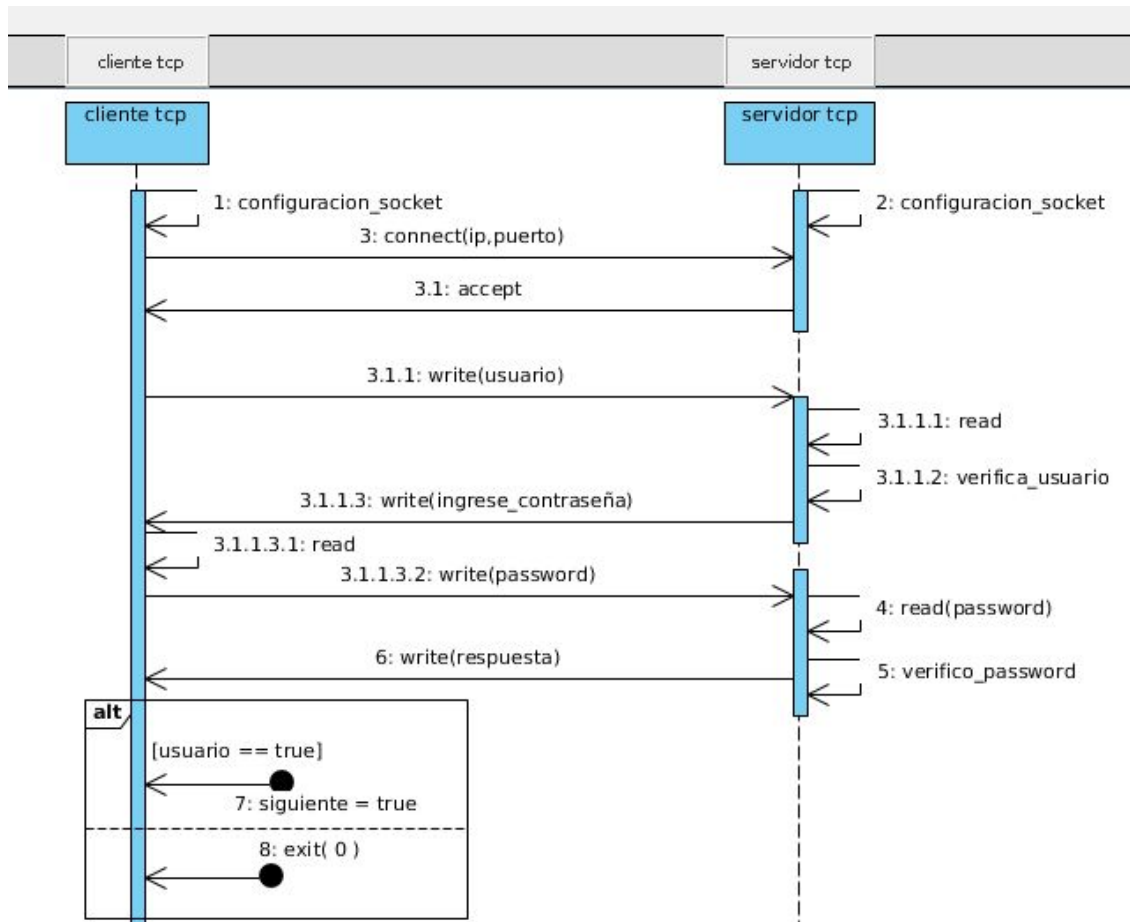 cliente tcp
servidor tcp
cliente tcp
servidor tcp
1: configuracion_socket
2: configuracion_socket
3: connect(ip,puerto)
3.1: accept
3.1.1: write(usuario)
3.1.1.1: read
3.1.1.2: verifica_usuario
3.1.1.3: write(ingrese_contraseña)
3.1.1.3.1: read
3.1.1.3.2: write(password)
4: read(password)
6: write(respuesta)
5: verifico_password
alt
[usuario == true]
7: siguiente = true
8: exit( 0 )